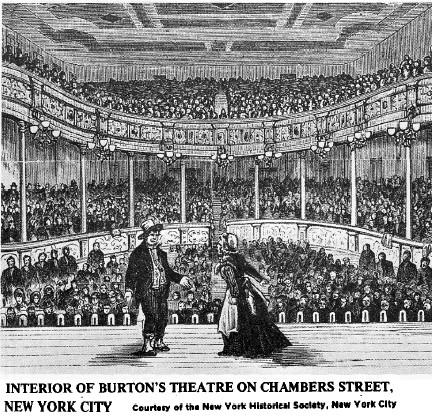 INTERIOR OF BURTON'S THEATRE ON CHAMBERS STREET,
NEW YORK CITY Courtesy of the New York Historical Society, New York City